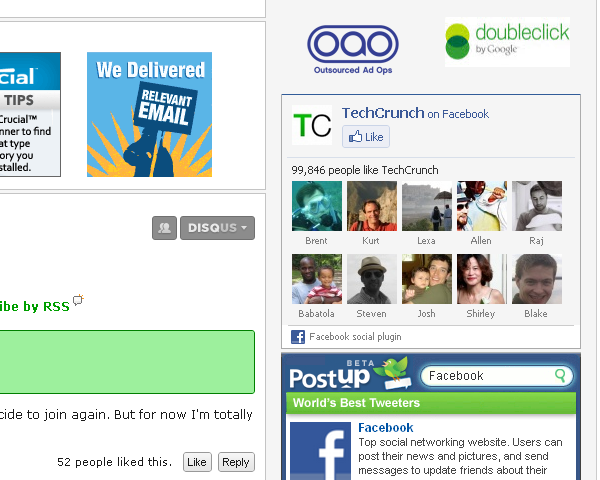 cial
TIPS
Crucial™
nner to find
at type
ory you
stalled.
We Delivered
RELEVANT
EMAIL
DISQUS
ibe by RSS
cide to join again. But for now I'm totally
52 people liked this.
Like
Reply
oao
Outsourced Ad Ops
doubleclick
by Google
TC
TechCrunch on Facebook
Like
99,846 people like TechCrunch
Brent Kurt Lexa Allen Raj
Babatola Steven Josh Shirley Blake
Facebook social plugin
PostUp BETA
Facebook
World's Best Tweeters
f
Facebook
Top social networking website. Users can
post their news and pictures, and send
messages to update friends about their